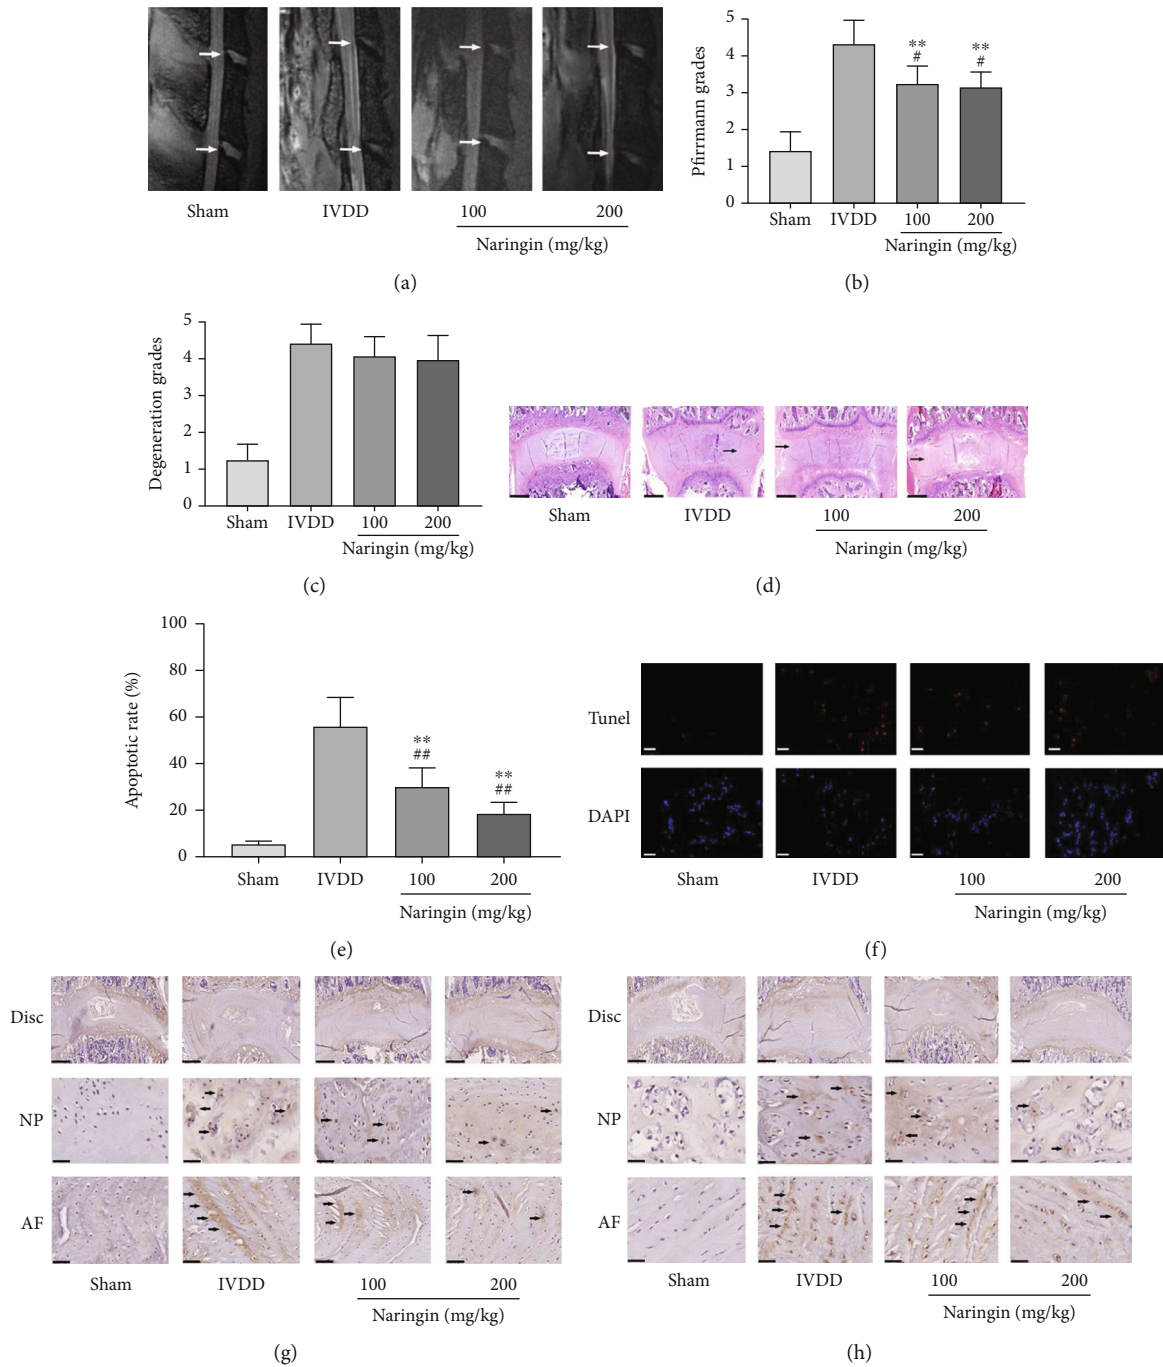 Sham IVDD 100 200
Naringin (mg/kg)
(a)
Pfirrmann grades
5
4
3
2
1
0
** **
# #
Sham IVDD 100 200
Naringin (mg/kg)
(b)
Degeneration grades
5
4
3
2
1
0
Sham IVDD 100 200
Naringin (mg/kg)
(c)
Sham IVDD 100 200
Naringin (mg/kg)
(d)
Apoptotic rate (%)
100
80
60
40
20
0
**
##
**
##
Sham IVDD 100 200
Naringin (mg/kg)
(e)
Tunel
DAPI
Sham IVDD 100 200
Naringin (mg/kg)
(f)
Disc
NP
AF
Sham IVDD 100 200
Naringin (mg/kg)
(g)
Disc
NP
AF
Sham IVDD 100 200
Naringin (mg/kg)
(h)